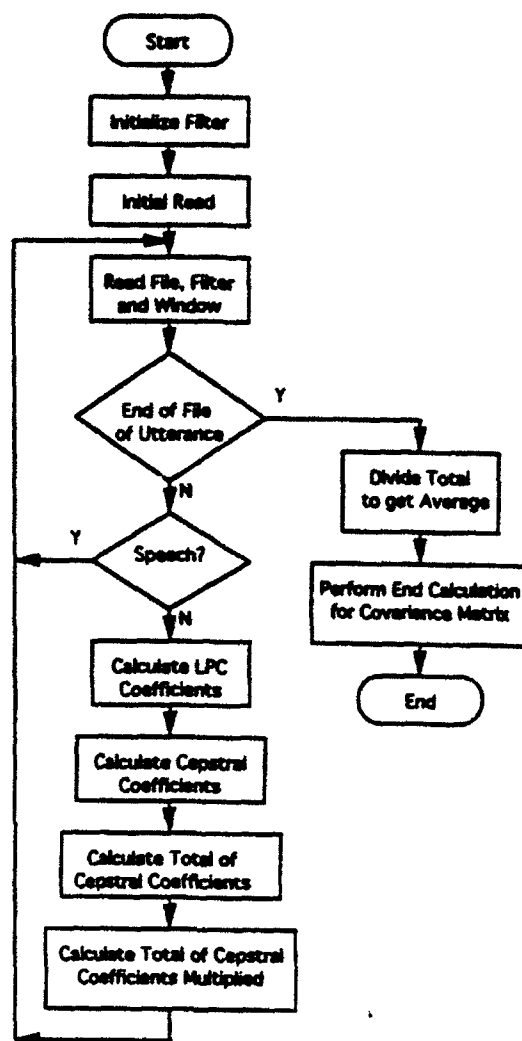 Start
Initialize Filter
Initial Read
Read File, Filter
and Window
End of File
of Utterance
Y
N
Divide Total
to get Average
Speech?
Y
N
Perform End Calculation
for Covariance Matrix
End
Calculate LPC
Coefficients
Calculate Cepstral
Coefficients
Calculate Total of
Cepstral Coefficients
Calculate Total of Cepstral
Coefficients Multiplied